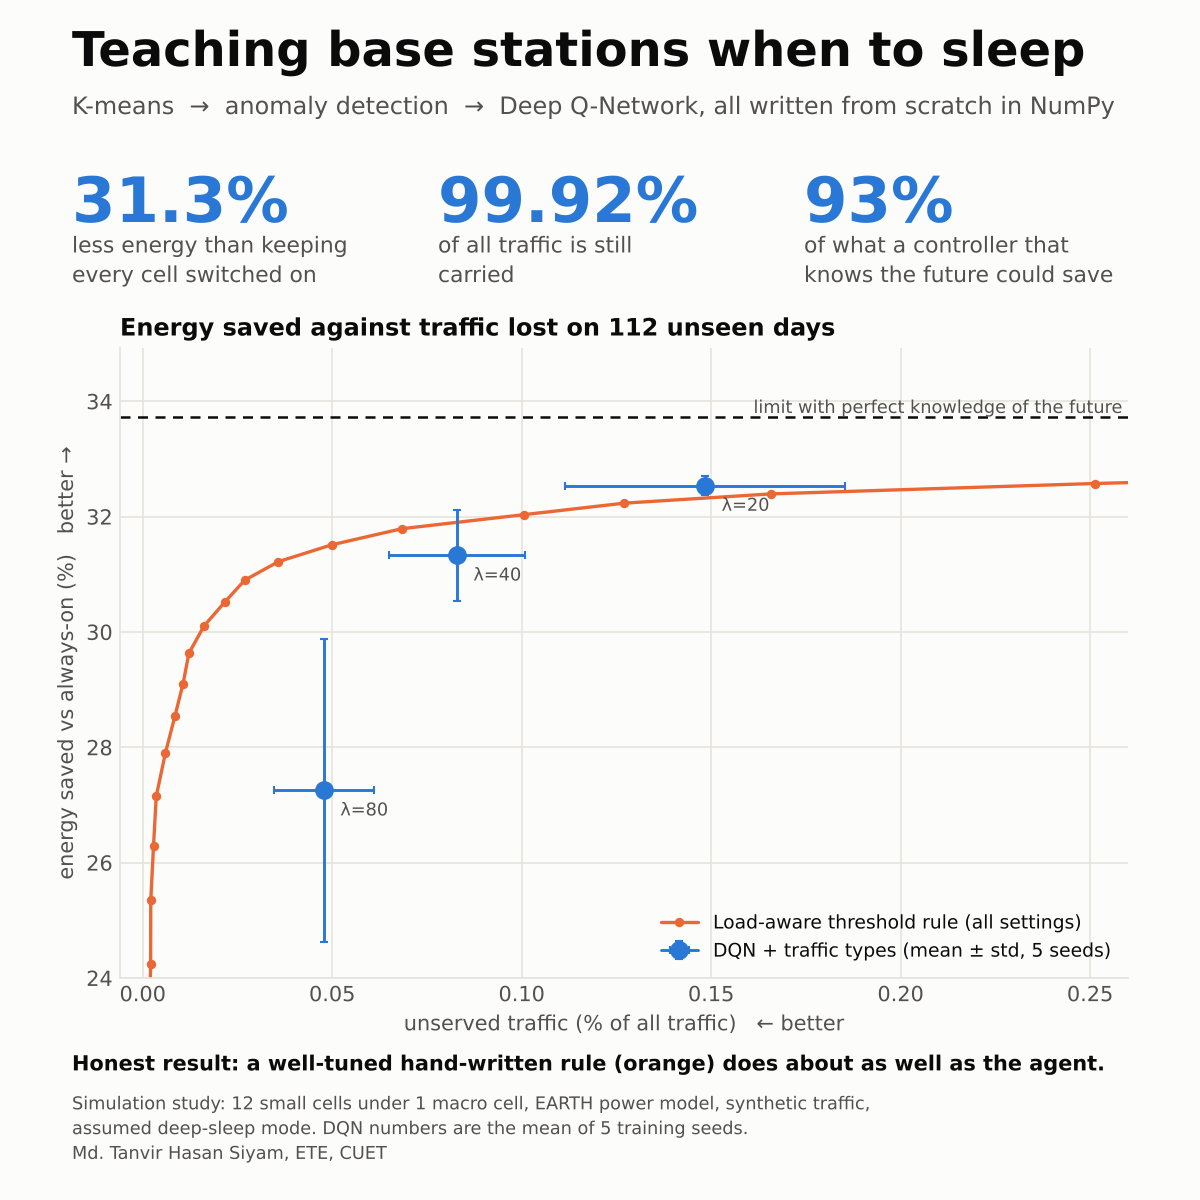 Teaching base stations when to sleep
K-means → anomaly detection → Deep Q-Network, all written from scratch in NumPy
31.3%
less energy than keeping
every cell switched on
99.92%
of all traffic is still
carried
93%
of what a controller that
knows the future could save
Energy saved against traffic lost on 112 unseen days
energy saved vs always-on (%) better →
34
32
30
28
26
24
limit with perfect knowledge of the future
λ=20
λ=40
λ=80
Load-aware threshold rule (all settings)
DQN + traffic types (mean ± std, 5 seeds)
0.00 0.05 0.10 0.15 0.20 0.25
unserved traffic (% of all traffic) ← better
Honest result: a well-tuned hand-written rule (orange) does about as well as the agent.
Simulation study: 12 small cells under 1 macro cell, EARTH power model, synthetic traffic,
assumed deep-sleep mode. DQN numbers are the mean of 5 training seeds.
Md. Tanvir Hasan Siyam, ETE, CUET